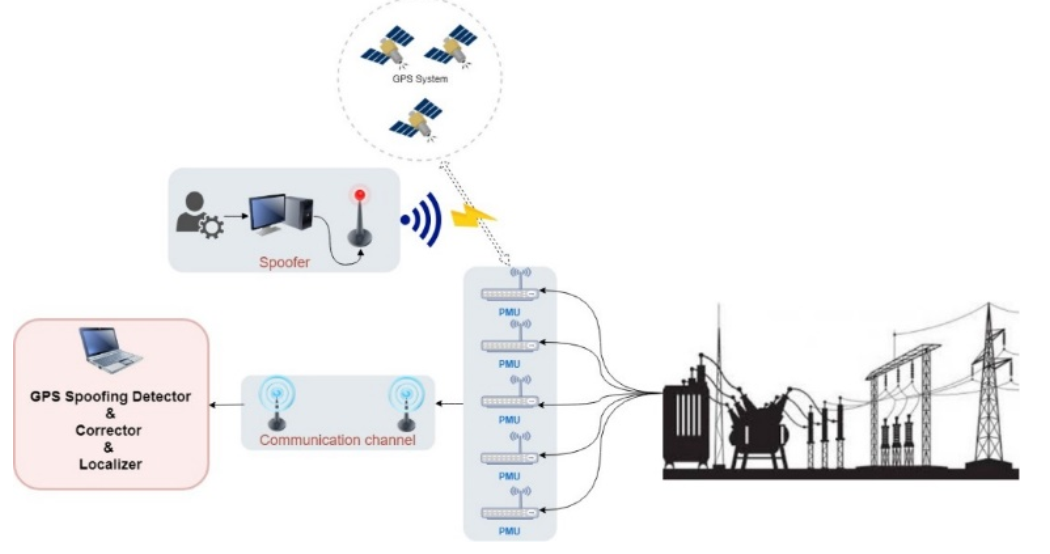 GPS System
Spoofer
PMU
PMU
PMU
PMU
PMU
GPS Spoofing Detector
&
Corrector
&
Localizer
Communication channel